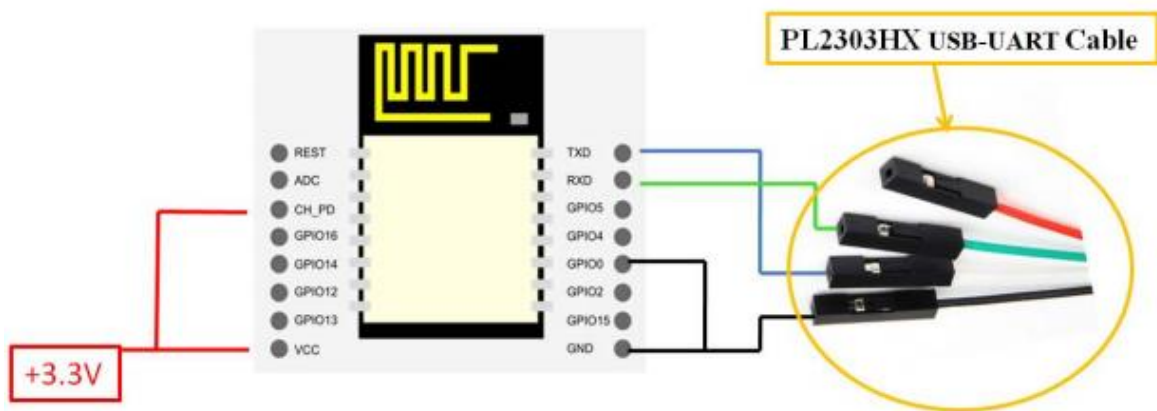 PL2303HX USB-UART Cable
REST
ADC
CH_PD
GPIO16
GPIO14
GPIO12
GPIO13
VCC
TXD
RXD
GPIO5
GPIO4
GPIO0
GPIO2
GPIO15
GND
+3.3V